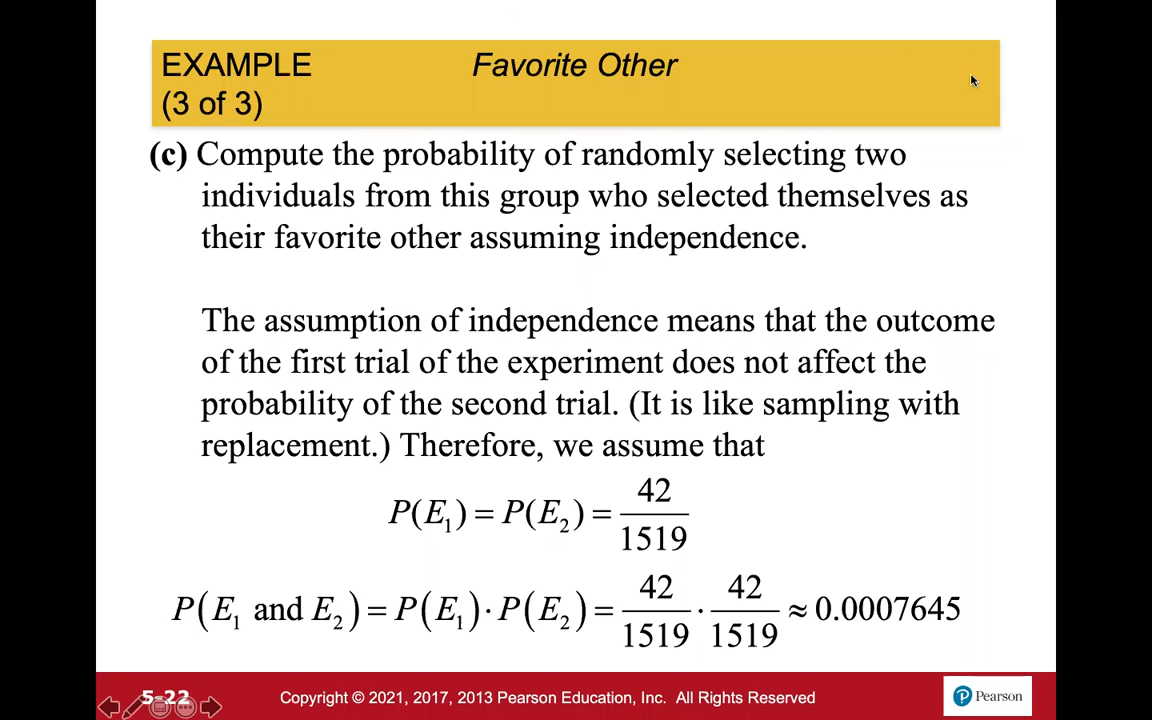 EXAMPLE Favorite Other
(3 of 3)
(c) Compute the probability of randomly selecting two
individuals from this group who selected themselves as
their favorite other assuming independence.
The assumption of independence means that the outcome
of the first trial of the experiment does not affect the
probability of the second trial. (It is like sampling with
replacement.) Therefore, we assume that
P(E₁) = P(E₂) = 42/1519
P(E₁ and E₂) = P(E₁) · P(E₂) = 42/1519 · 42/1519 ≈ 0.0007645
5-22 Copyright © 2021, 2017, 2013 Pearson Education, Inc. All Rights Reserved Pearson